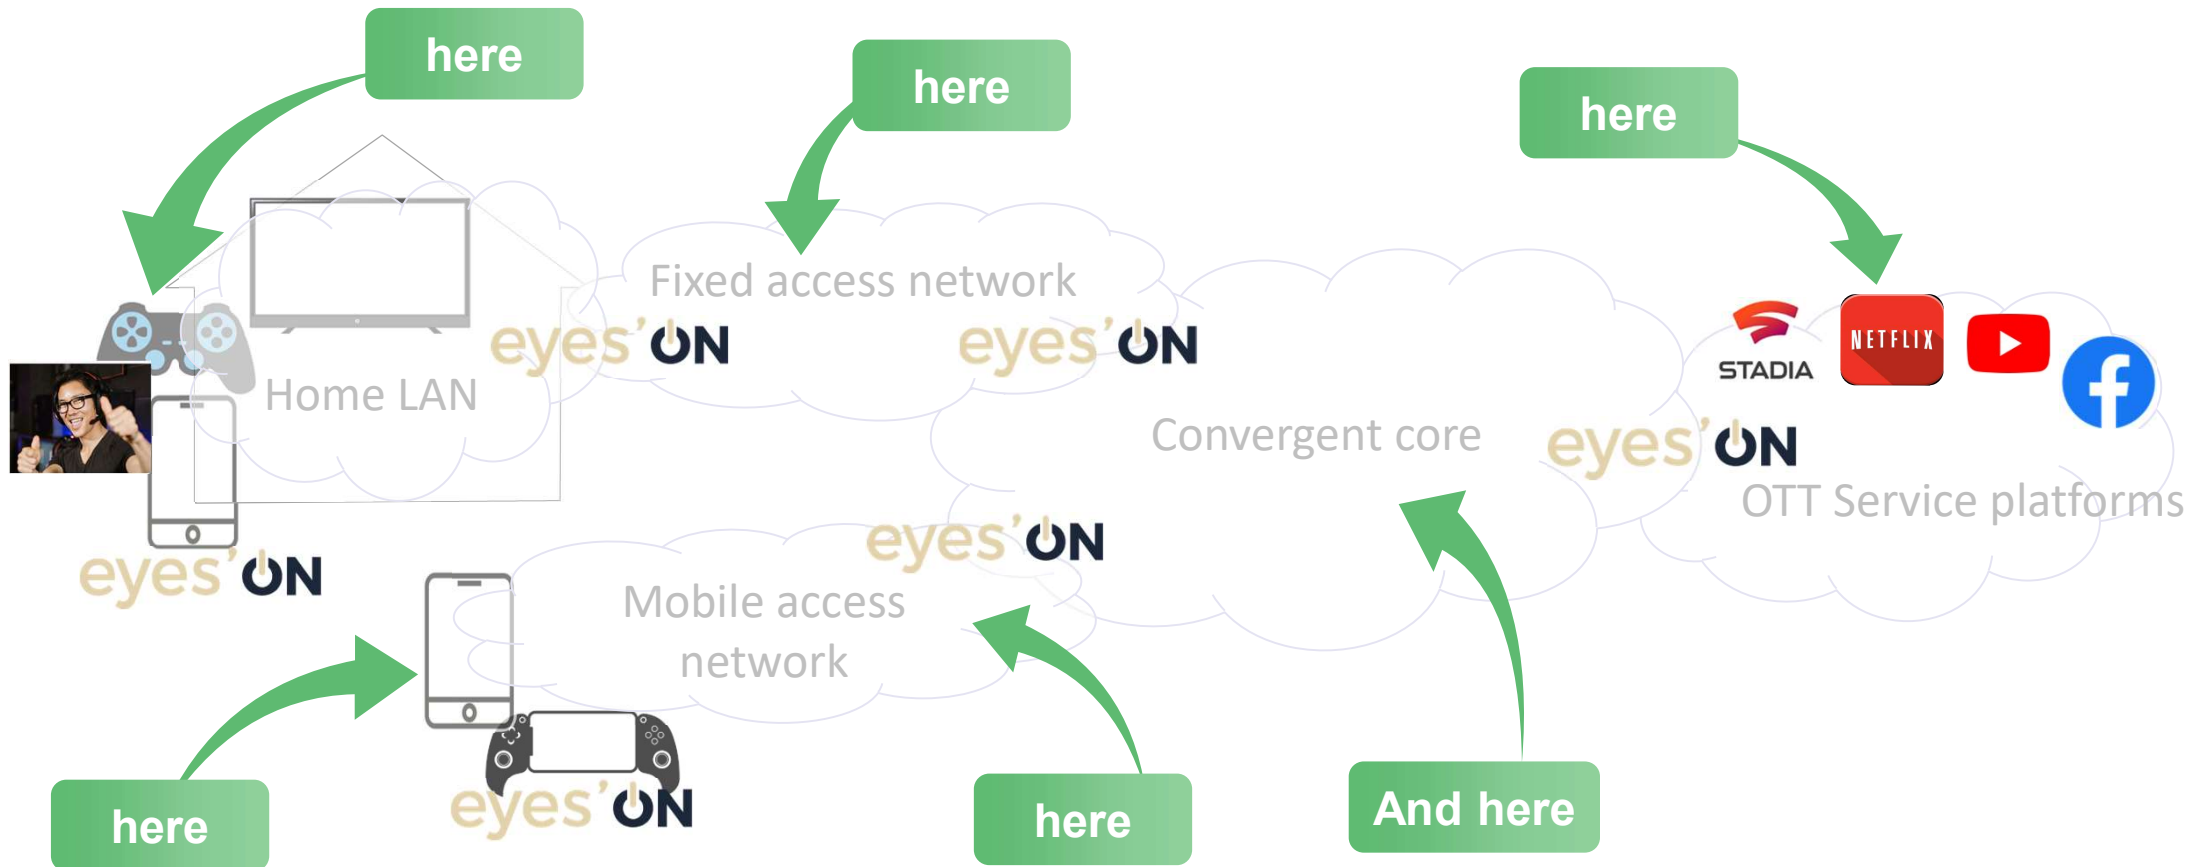 here
here
here
Fixed access network
NETFLIX
STADIA
eyes'ON
eyes'ON
Home LAN
Convergent core
eyes'ON
OTT Service platforms
eyes'ON
eyes'ON
Mobile access
network
eyes'ON
here
here
And here